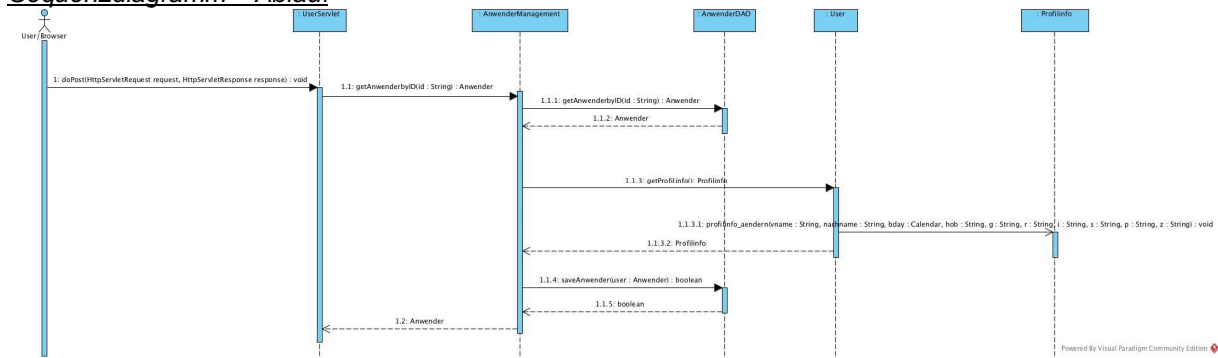 Sequenzdiagramm – Ablauf
: UserServlet
: AnwenderManagement
: AnwenderDAO
: User
: Profilinfo
User/Browser
1: doPost(HttpServletRequest request, HttpServletResponse response) : void
1.1: getAnwenderbyID(id : String) : Anwender
1.1.1: getAnwenderbyID(id : String) : Anwender
1.1.2: Anwender
1.1.3: getProfilinfo(): Profilinfo
1.1.3.1: profilinfo_aendern(vname : String, nachname : String, bday : Calendar, hob : String, g : String, r : String, i : String, s : String, p : String, z : String) : void
1.1.3.2: Profilinfo
1.1.4: saveAnwender(user : Anwender) : boolean
1.1.5: boolean
1.2: Anwender
Powered By Visual Paradigm Community Edition